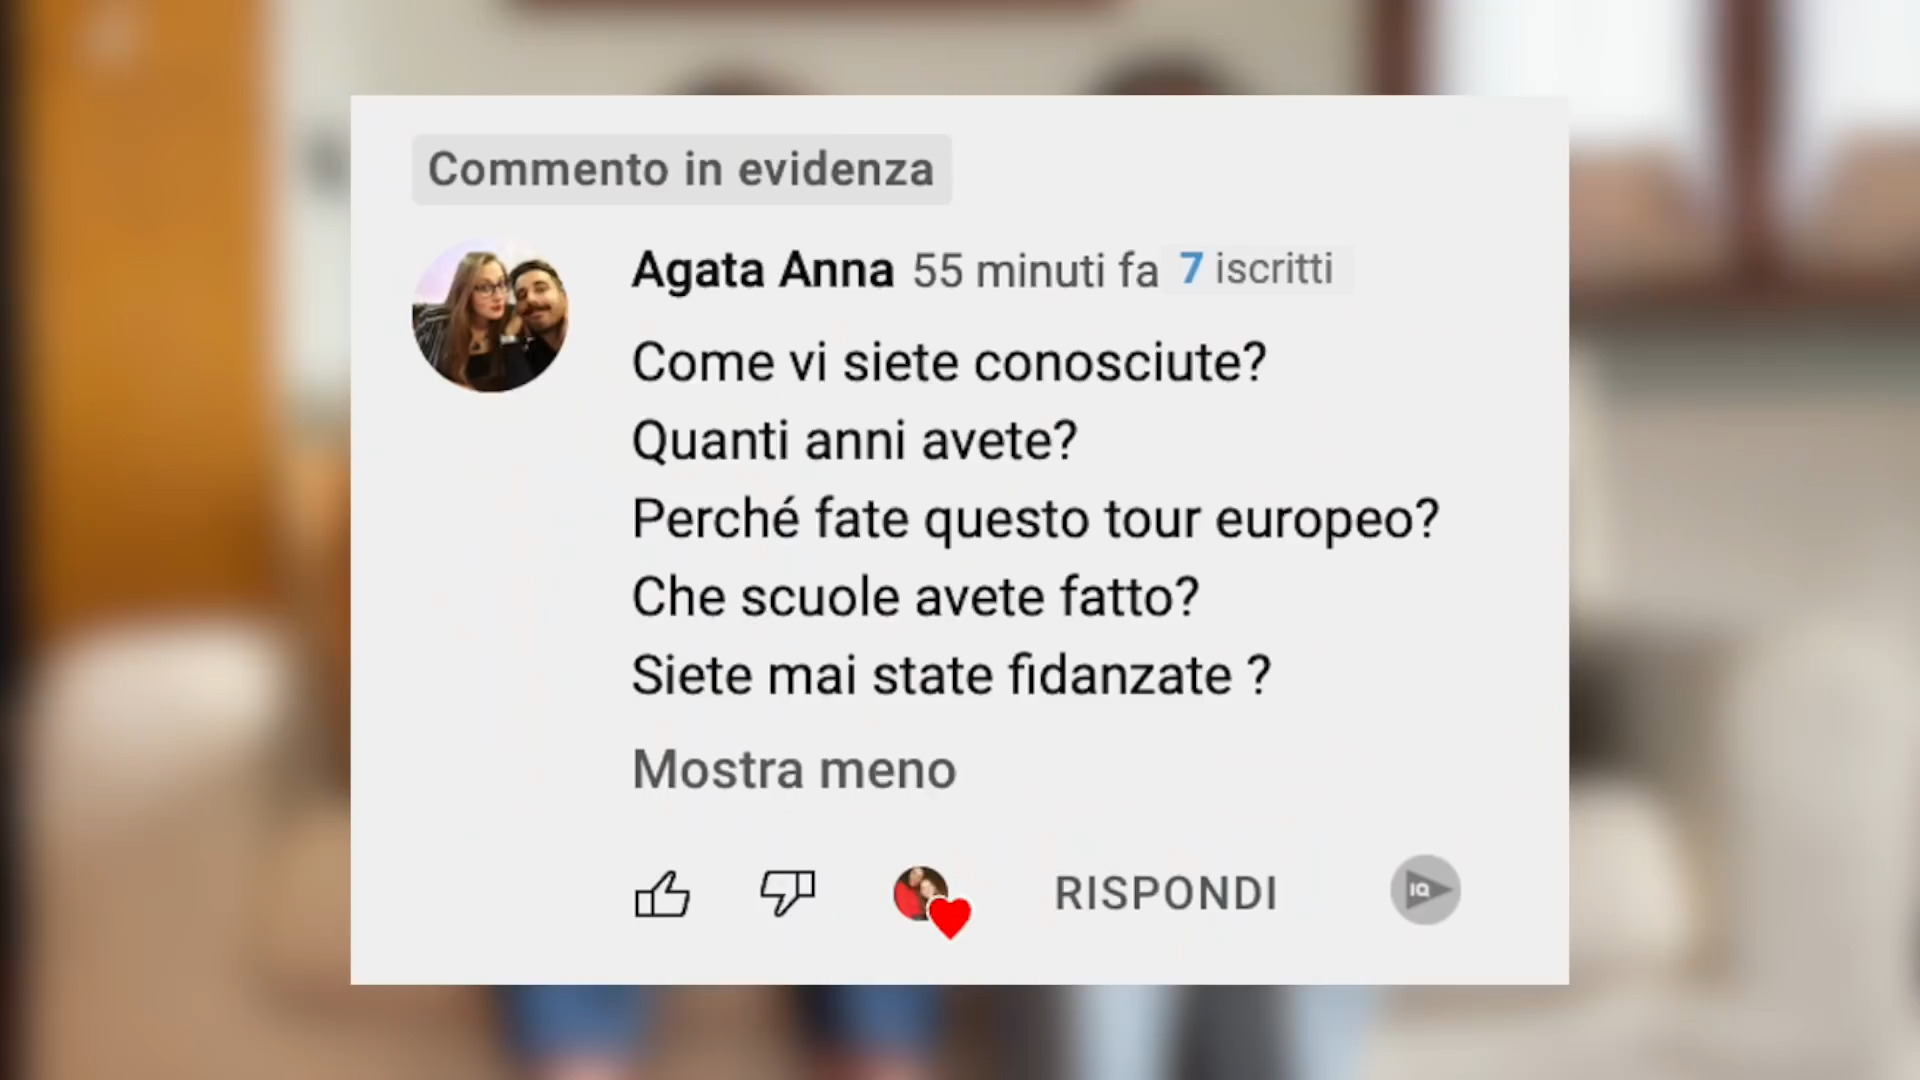 Commento in evidenza
Agata Anna 55 minuti fa 7 iscritti
Come vi siete conosciute?
Quanti anni avete?
Perché fate questo tour europeo?
Che scuole avete fatto?
Siete mai state fidanzate ?
Mostra meno
RISPONDI
IQ